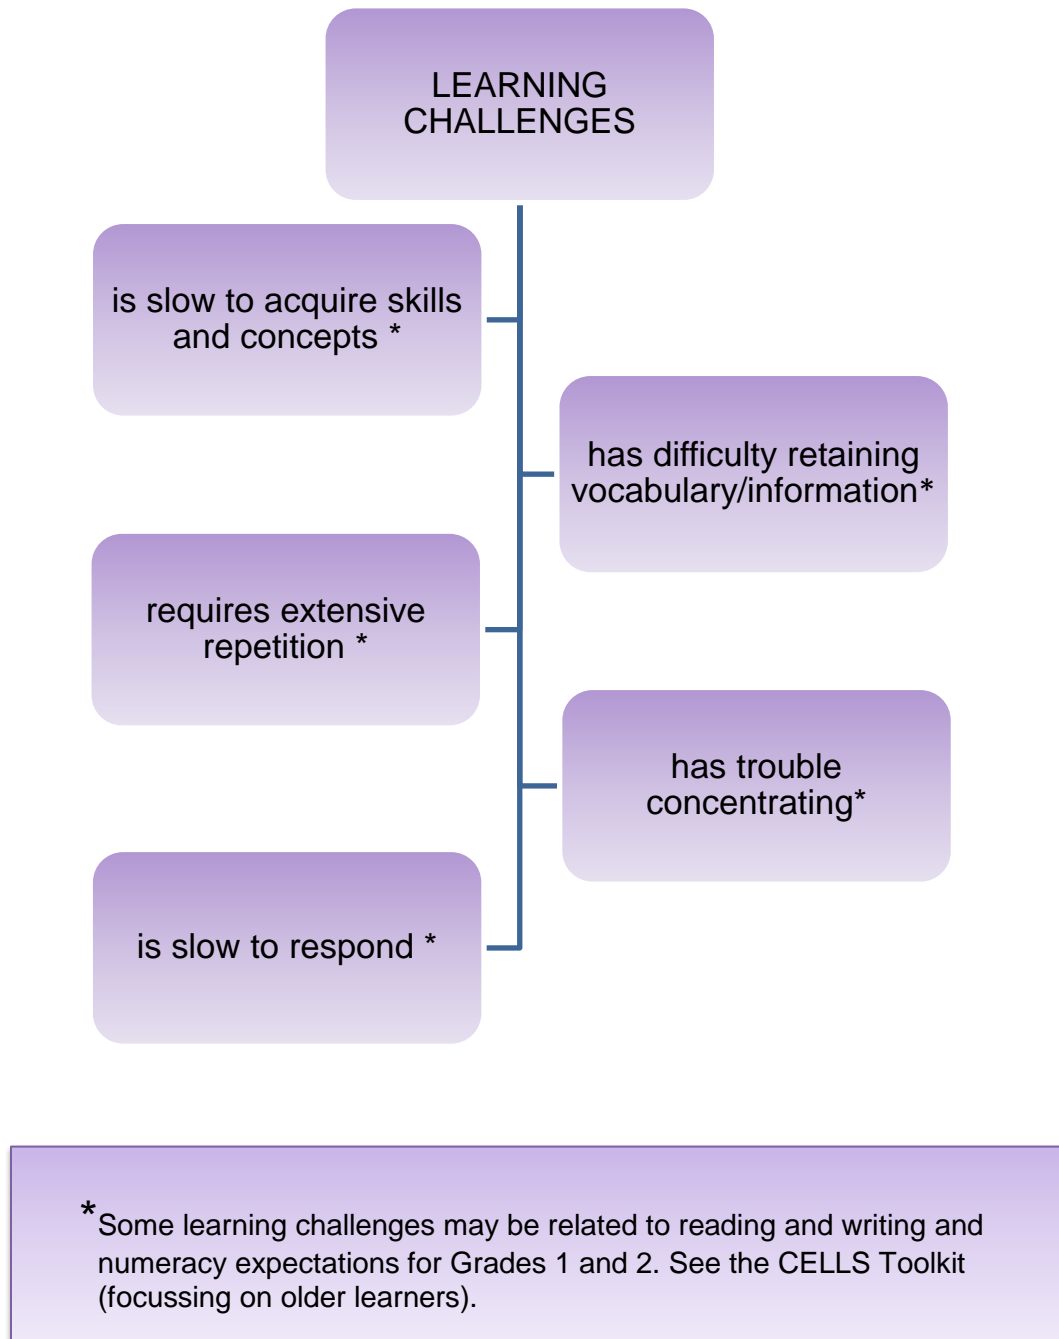 LEARNING
CHALLENGES
is slow to acquire skills
and concepts *
has difficulty retaining
vocabulary/information*
requires extensive
repetition *
has trouble
concentrating*
is slow to respond *
*Some learning challenges may be related to reading and writing and
numeracy expectations for Grades 1 and 2. See the CELLS Toolkit
(focussing on older learners).